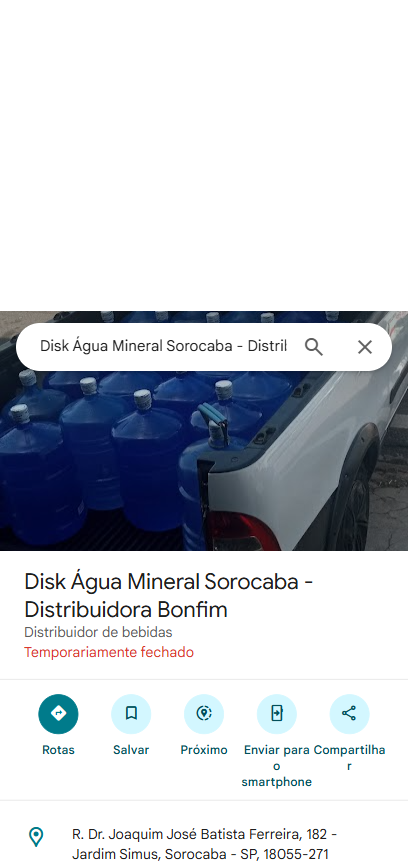 Disk Água Mineral Sorocaba - Distril
Disk Água Mineral Sorocaba -
Distribuidora Bonfim
Distribuidor de bebidas
Temporariamente fechado
Rotas
Salvar
Próximo
Enviar para
o
smartphone
Compartilha
r
R. Dr. Joaquim José Batista Ferreira, 182 -
Jardim Simus, Sorocaba - SP, 18055-271